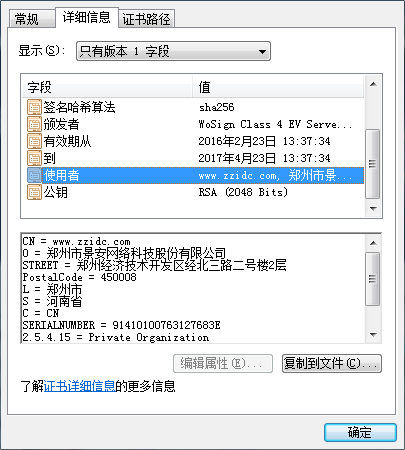 常规 详细信息 证书路径
显示(S): 只有版本 1 字段
字段 值
签名哈希算法 sha256
颁发者 WoSign Class 4 EV Serve...
有效期从 2016年2月23日 13:37:34
到 2017年4月23日 13:37:34
使用者 www.zzidc.com, 郑州市景...
公钥 RSA (2048 Bits)
CN = www.zzidc.com
O = 郑州市景安网络科技股份有限公司
STREET = 郑州经济技术开发区经北三路二号楼2层
PostalCode = 450008
L = 郑州市
S = 河南省
C = CN
SERIALNUMBER = 91410100763127683E
2.5.4.15 = Private Organization
编辑属性(E)... 复制到文件(C)...
了解证书详细信息的更多信息
确定